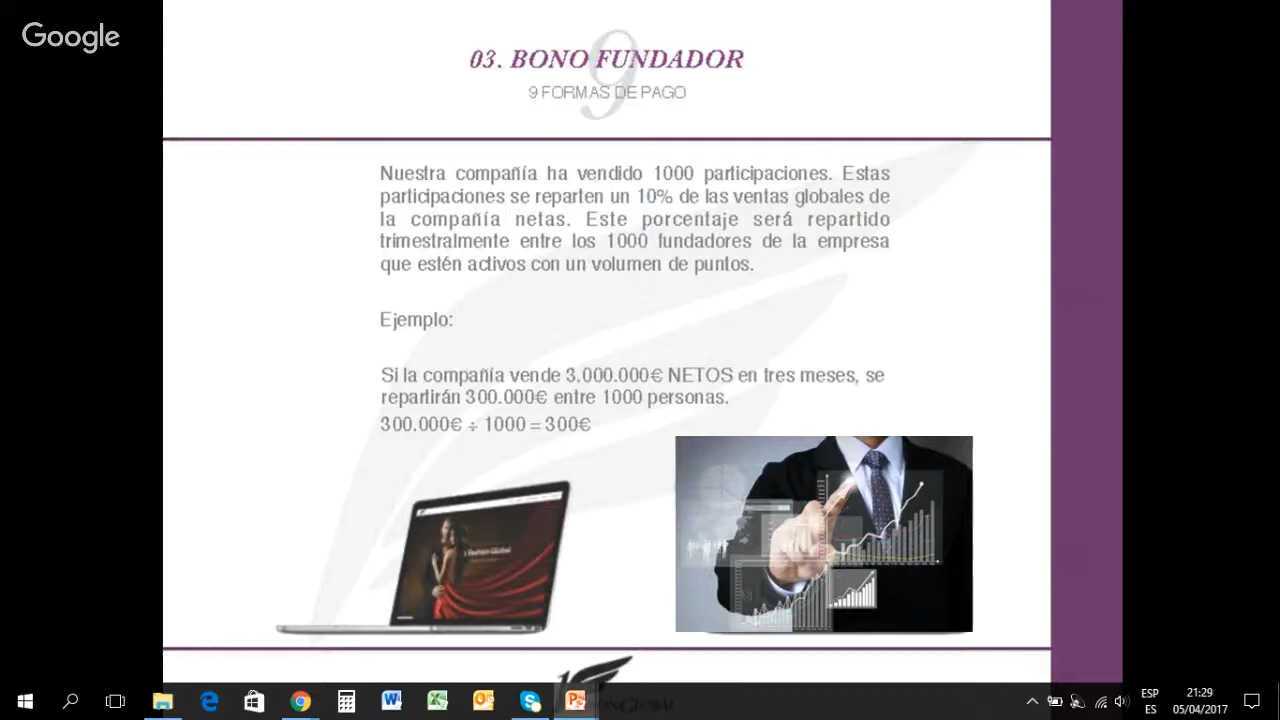 Google
9
03. BONO FUNDADOR
9 FORMAS DE PAGO
Nuestra compañía ha vendido 1000 participaciones. Estas
participaciones se reparten un 10% de las ventas globales de
la compañía netas. Este porcentaje será repartido
trimestralmente entre los 1000 fundadores de la empresa
que estén activos con un volumen de puntos.
Ejemplo:
Si la compañía vende 3.000.000€ NETOS en tres meses, se
repartirán 300.000€ entre 1000 personas.
300.000€ ÷ 1000 = 300€
Global
ESP
ES
21:29
05/04/2017